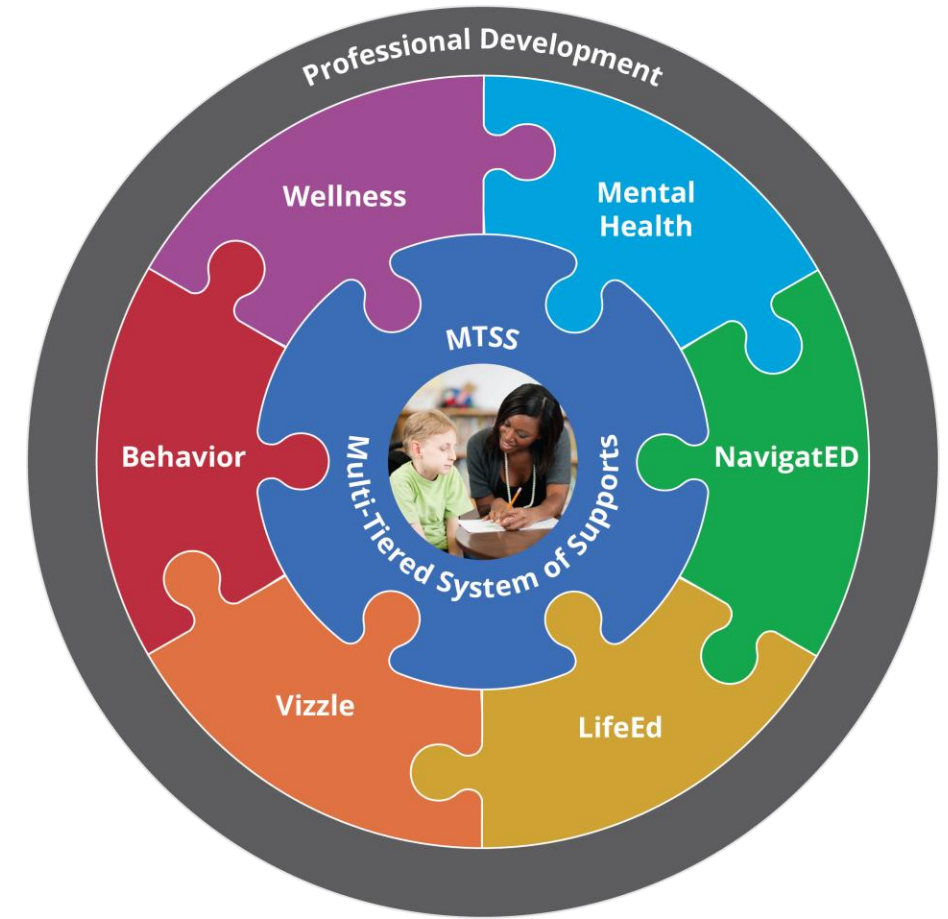 Professional Development
Wellness
Mental
Health
MTSS
Behavior
NavigatED
Multi-Tiered System of Supports
Vizzle
LifeEd